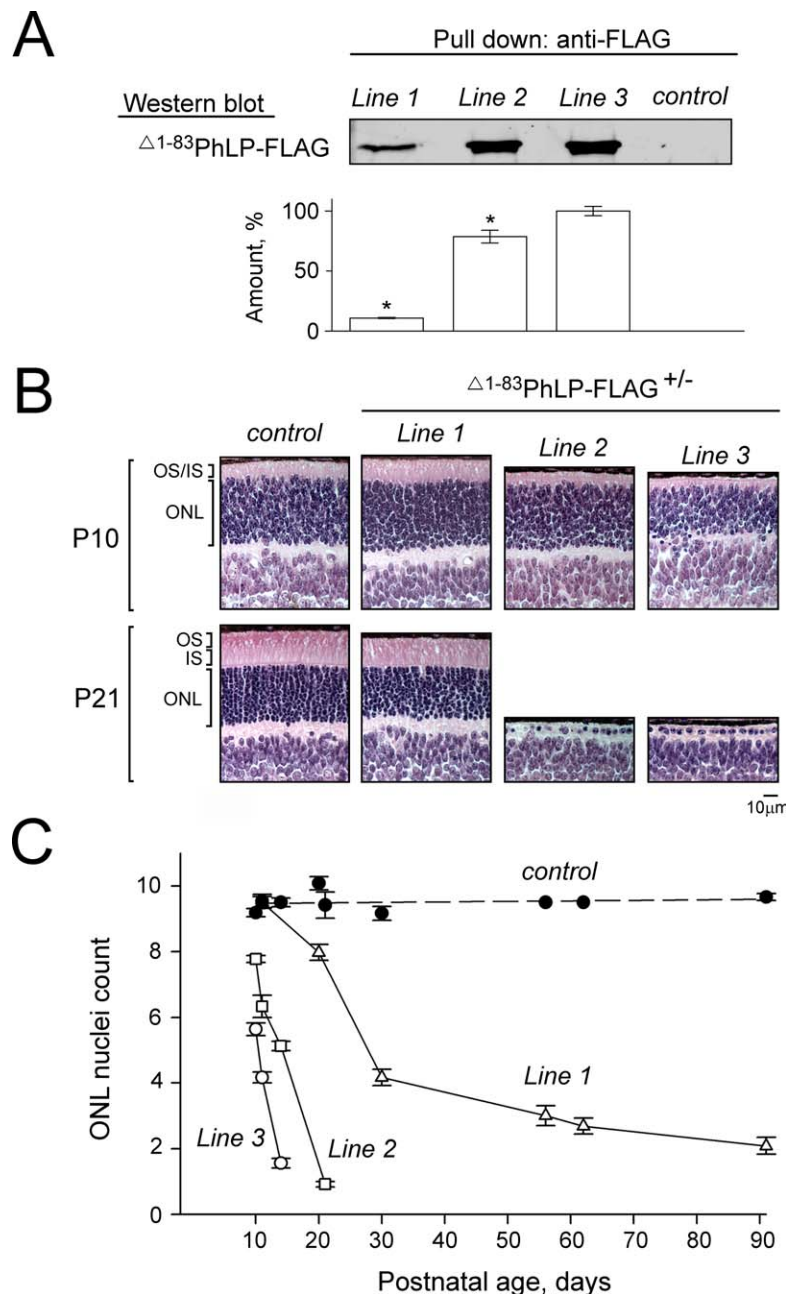 A
Pull down: anti-FLAG
Western blot
Line 1 Line 2 Line 3 control
△1-83PhLP-FLAG
Amount, %
100
50
0
* *
B
△1-83PhLP-FLAG+/-
control Line 1 Line 2 Line 3
P10
OS/IS
ONL
P21
OS
IS
ONL
10μm
C
ONL nuclei count
10
8
6
4
2
0
control
Line 1
Line 3
Line 2
10 20 30 40 50 60 70 80 90
Postnatal age, days